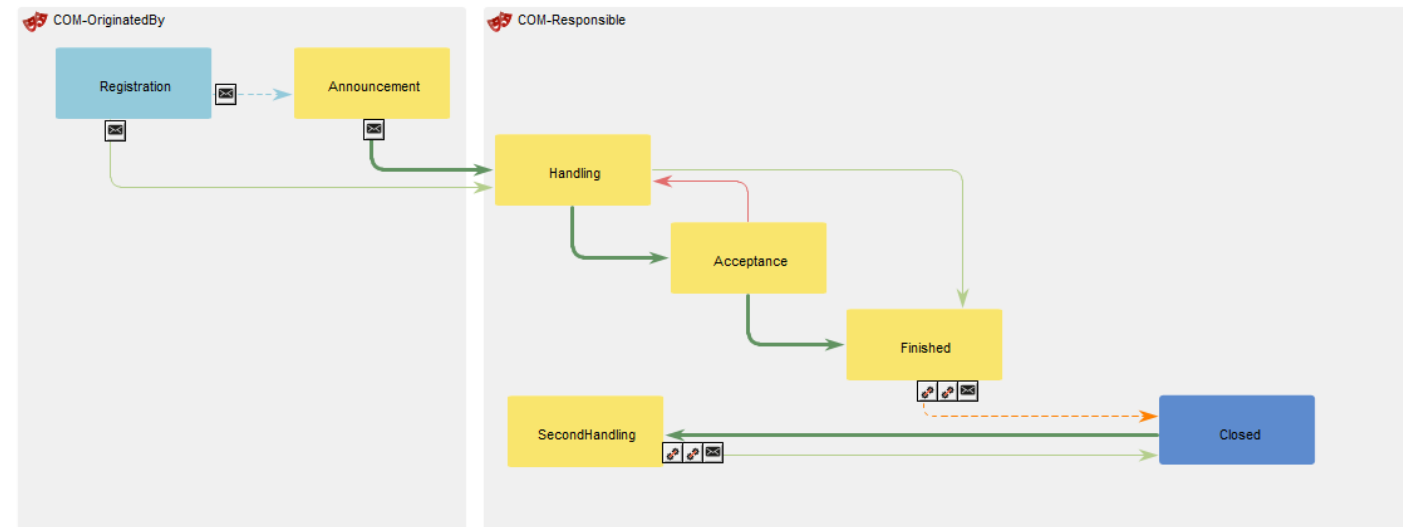 COM-OriginatedBy
COM-Responsible
Registration
Announcement
Handling
Acceptance
Finished
SecondHandling
Closed